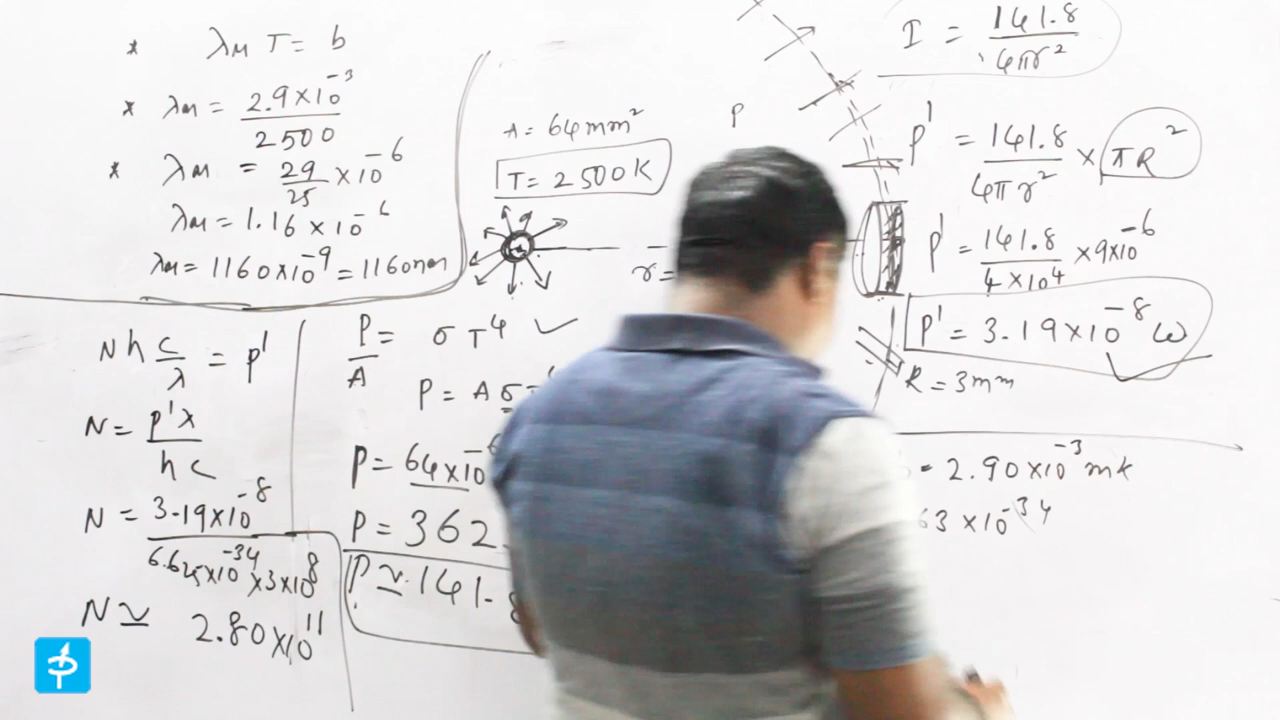 * λm T = b
* λm = 2.9×10⁻³ / 2500
* λm = 29/25 ×10⁻⁶
λm = 1.16 × 10⁻⁶
λm = 1160×10⁻⁹ = 1160nm
N h c/λ = P'
N = P'λ / hc
N = 3.19×10⁻⁸ / 6.625×10⁻³⁴×3×10⁸
N ≃ 2.80×10¹¹
A = 64mm²
T = 2500K
r =
P
P/A = σT⁴ ✓
P = Aσ
P = 64×10
P = 362
P ≃ 141.8
I = 141.8 / 4πr²
P' = 141.8 / 4πr² × πR²
P' = 141.8 / 4×10⁴ × 9×10⁻⁶
P' = 3.19×10⁻⁸ W
R = 3mm
= 2.90×10⁻³ mk
63×10⁻³⁴